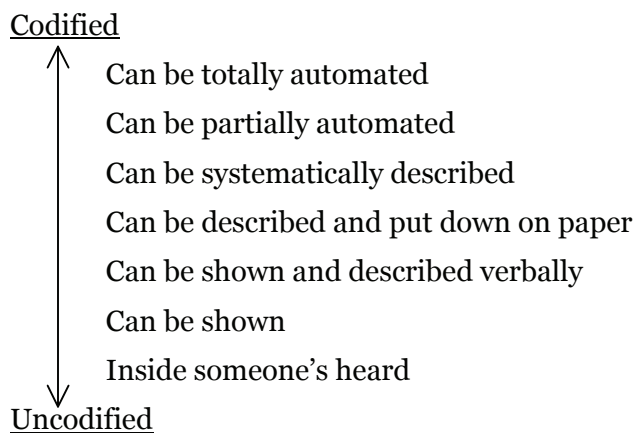 Codified
Can be totally automated
Can be partially automated
Can be systematically described
Can be described and put down on paper
Can be shown and described verbally
Can be shown
Inside someone’s heard
Uncodified